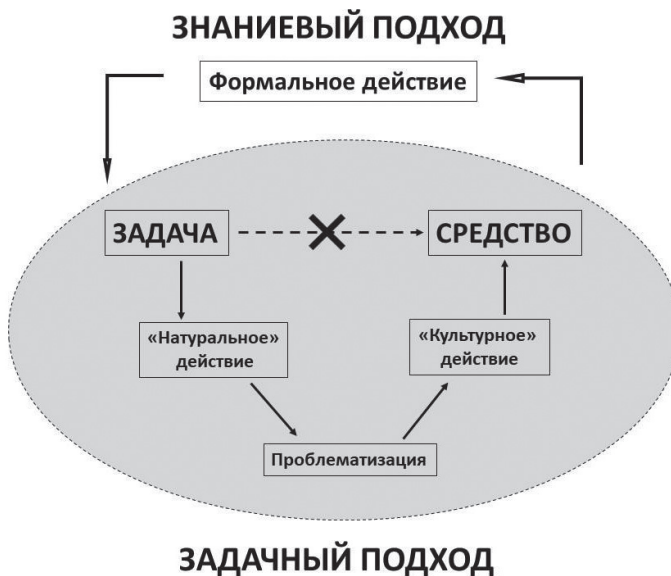 ЗНАНИЕВЫЙ ПОДХОД
Формальное действие
ЗАДАЧА
СРЕДСТВО
«Натуральное»
действие
«Культурное»
действие
Проблематизация
ЗАДАЧНЫЙ ПОДХОД